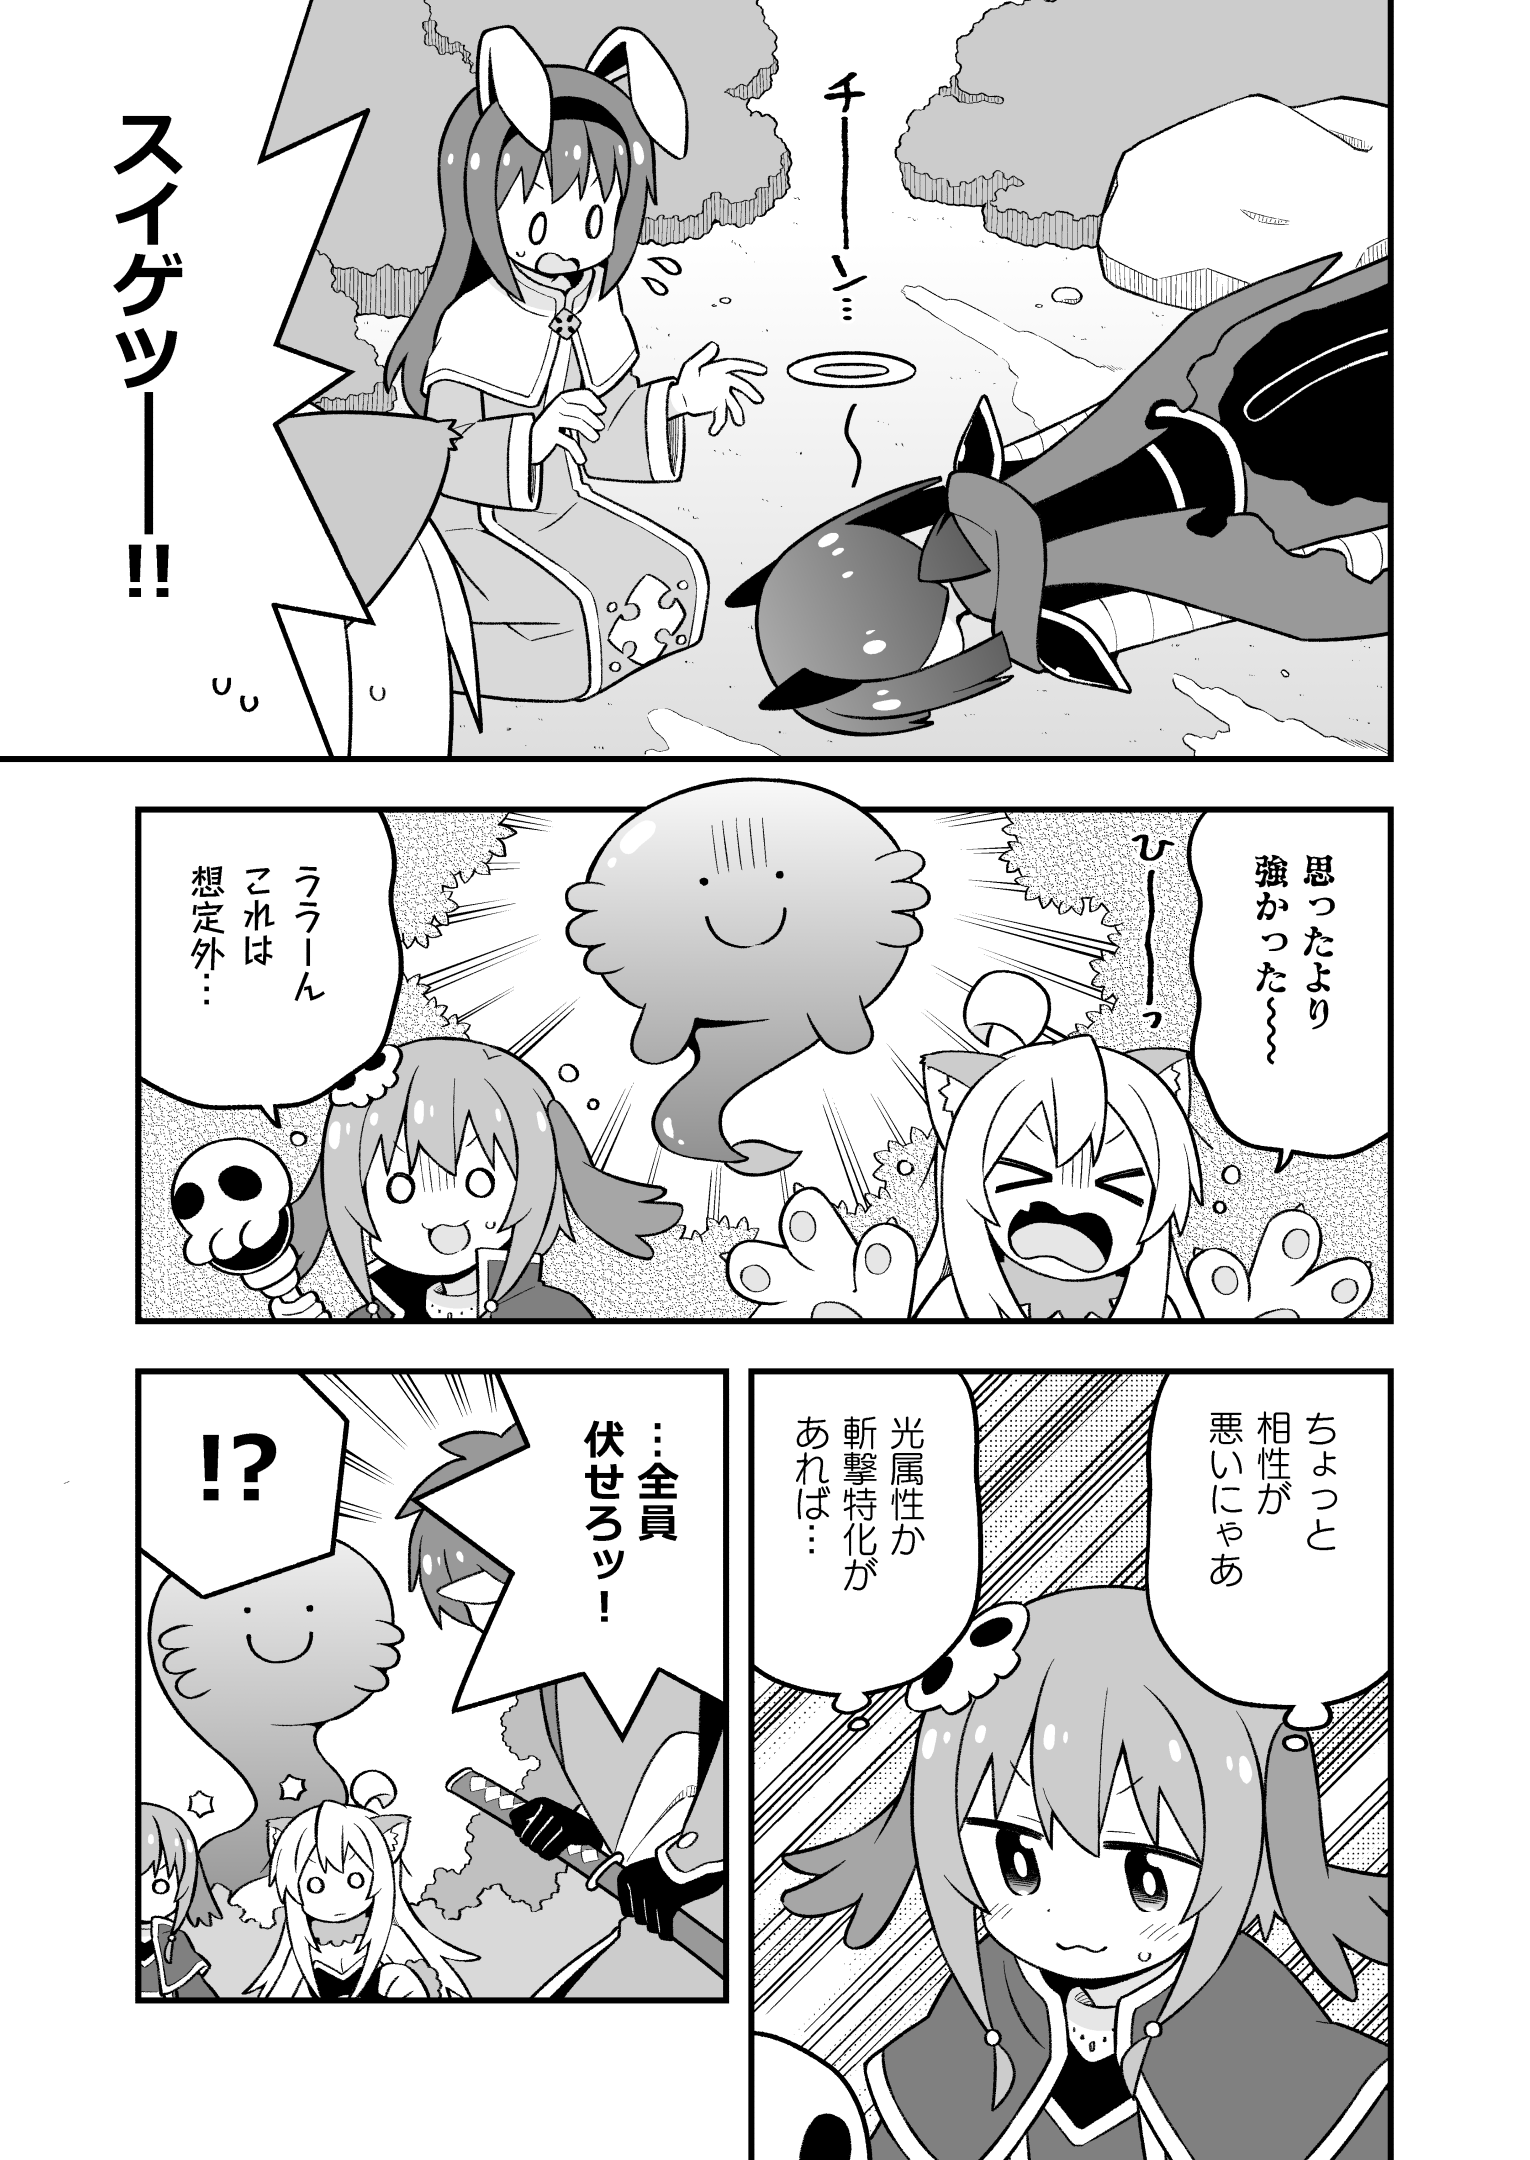 チーーン…
スイゲツーー!!
思ったより
強かった～～～
ひーーーっ
ううーん
これは
想定外…
ちょっと
相性が
悪いにゃあ
光属性か
斬撃特化が
あれば…
…全員
伏せろッ!
!?